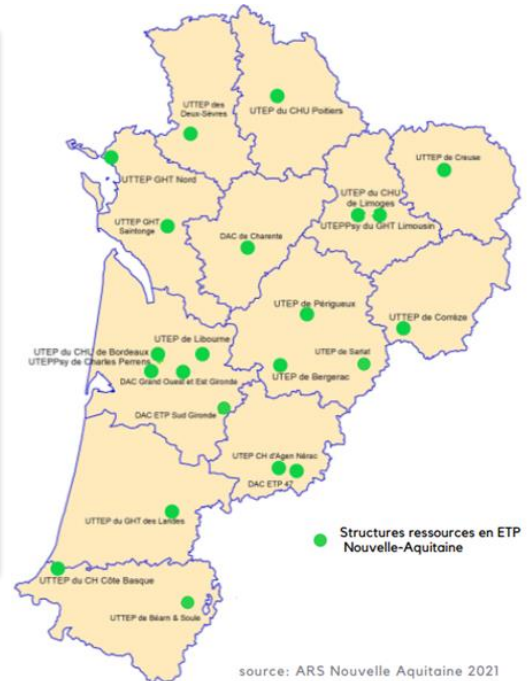 UTTEP des
Deux-Sèvres
UTEP du CHU Poitiers
UTTEP GHT Nord
UTEP du CHU
de Limoges
UTEPPsy du GHT Limousin
UTTEP de Creuse
UTTEP GHT
Saintonge
DAC de Charente
UTEP de Périgueux
UTTEP de Corrèze
UTEP de Libourne
UTEP du CHU de Bordeaux
UTEPPsy de Charles Perrens
DAC Grand Ouest et Est Gironde
UTEP de Sarlat
UTEP de Bergerac
DAC ETP Sud Gironde
UTEP CH d'Agen Nérac
DAC ETP 47
UTTEP du GHT des Landes
Structures ressources en ETP
Nouvelle-Aquitaine
UTTEP du CH Côte Basque
UTTEP de Béarn & Soule
source: ARS Nouvelle Aquitaine 2021